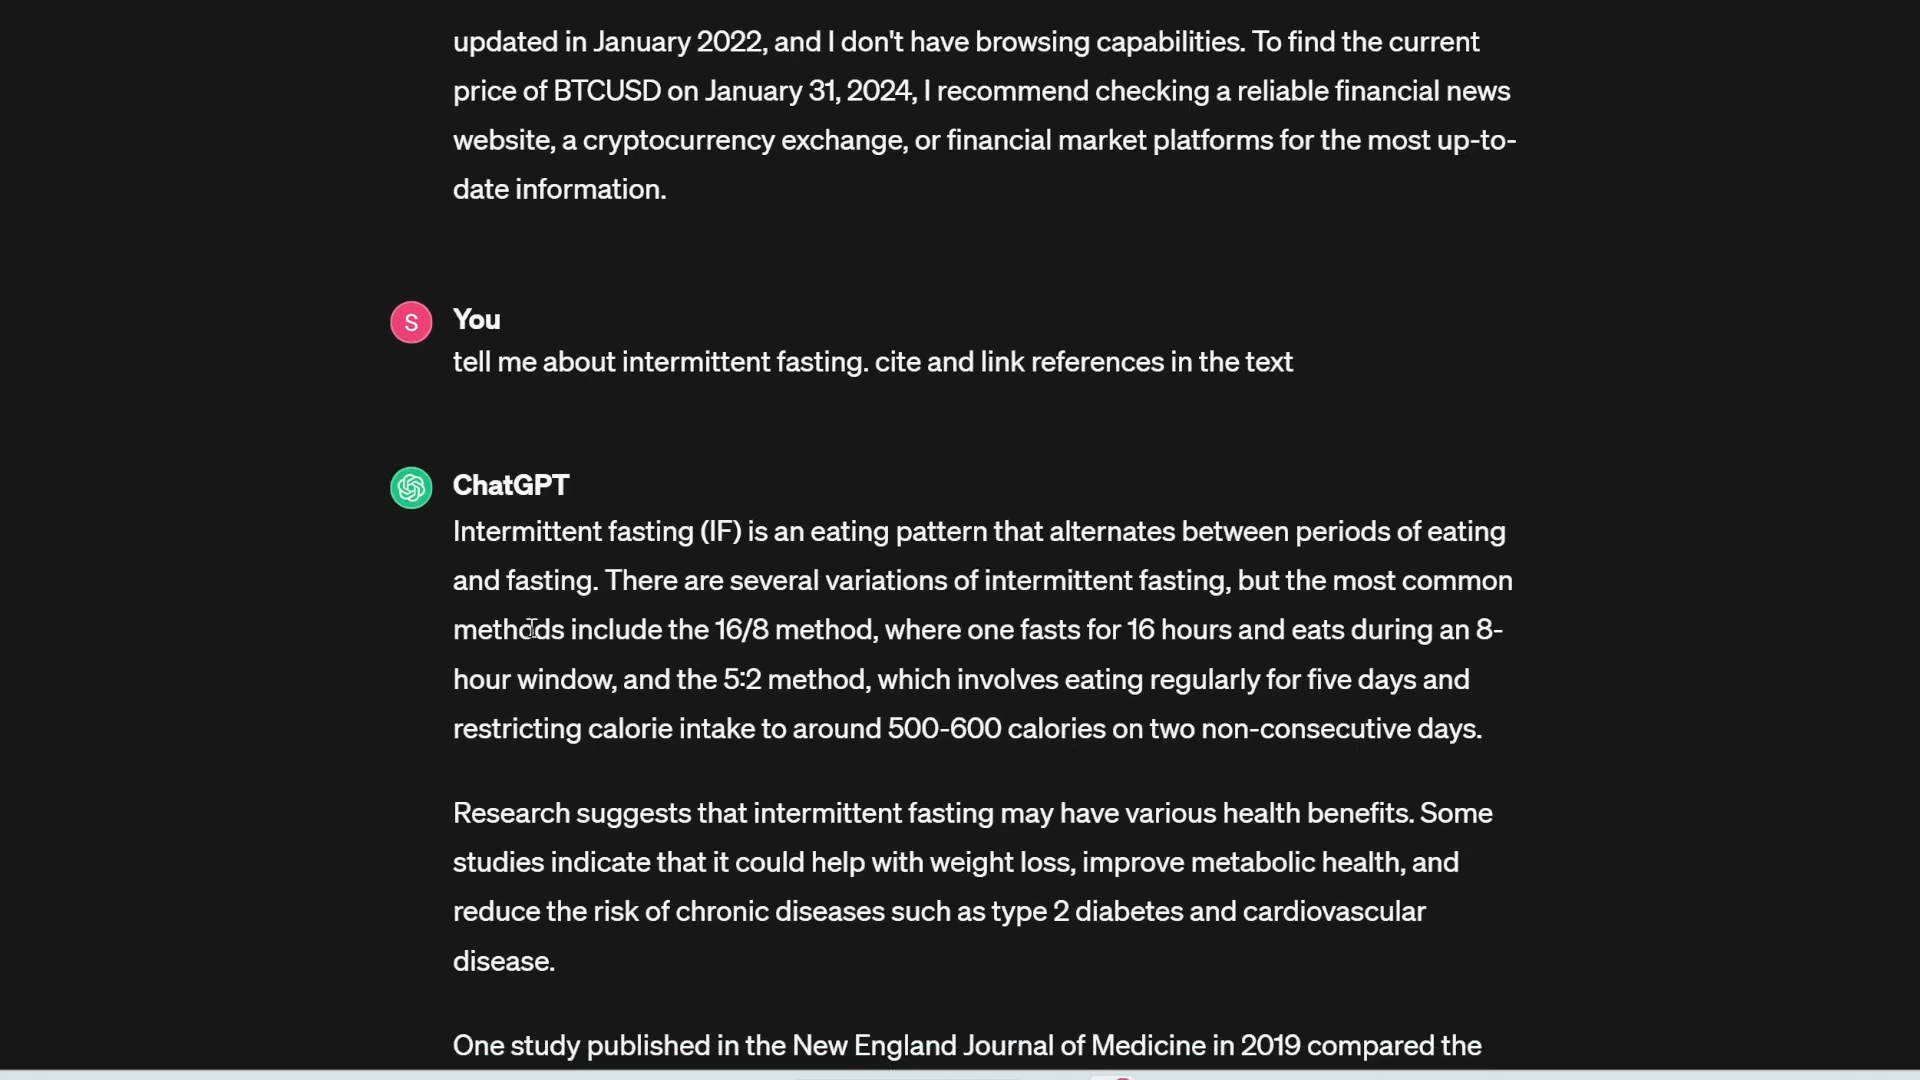 updated in January 2022, and I don't have browsing capabilities. To find the current
price of BTCUSD on January 31, 2024, I recommend checking a reliable financial news
website, a cryptocurrency exchange, or financial market platforms for the most up-to-
date information.
S
You
tell me about intermittent fasting. cite and link references in the text
ChatGPT
Intermittent fasting (IF) is an eating pattern that alternates between periods of eating
and fasting. There are several variations of intermittent fasting, but the most common
methods include the 16/8 method, where one fasts for 16 hours and eats during an 8-
hour window, and the 5:2 method, which involves eating regularly for five days and
restricting calorie intake to around 500-600 calories on two non-consecutive days.
Research suggests that intermittent fasting may have various health benefits. Some
studies indicate that it could help with weight loss, improve metabolic health, and
reduce the risk of chronic diseases such as type 2 diabetes and cardiovascular
disease.
One study published in the New England Journal of Medicine in 2019 compared the